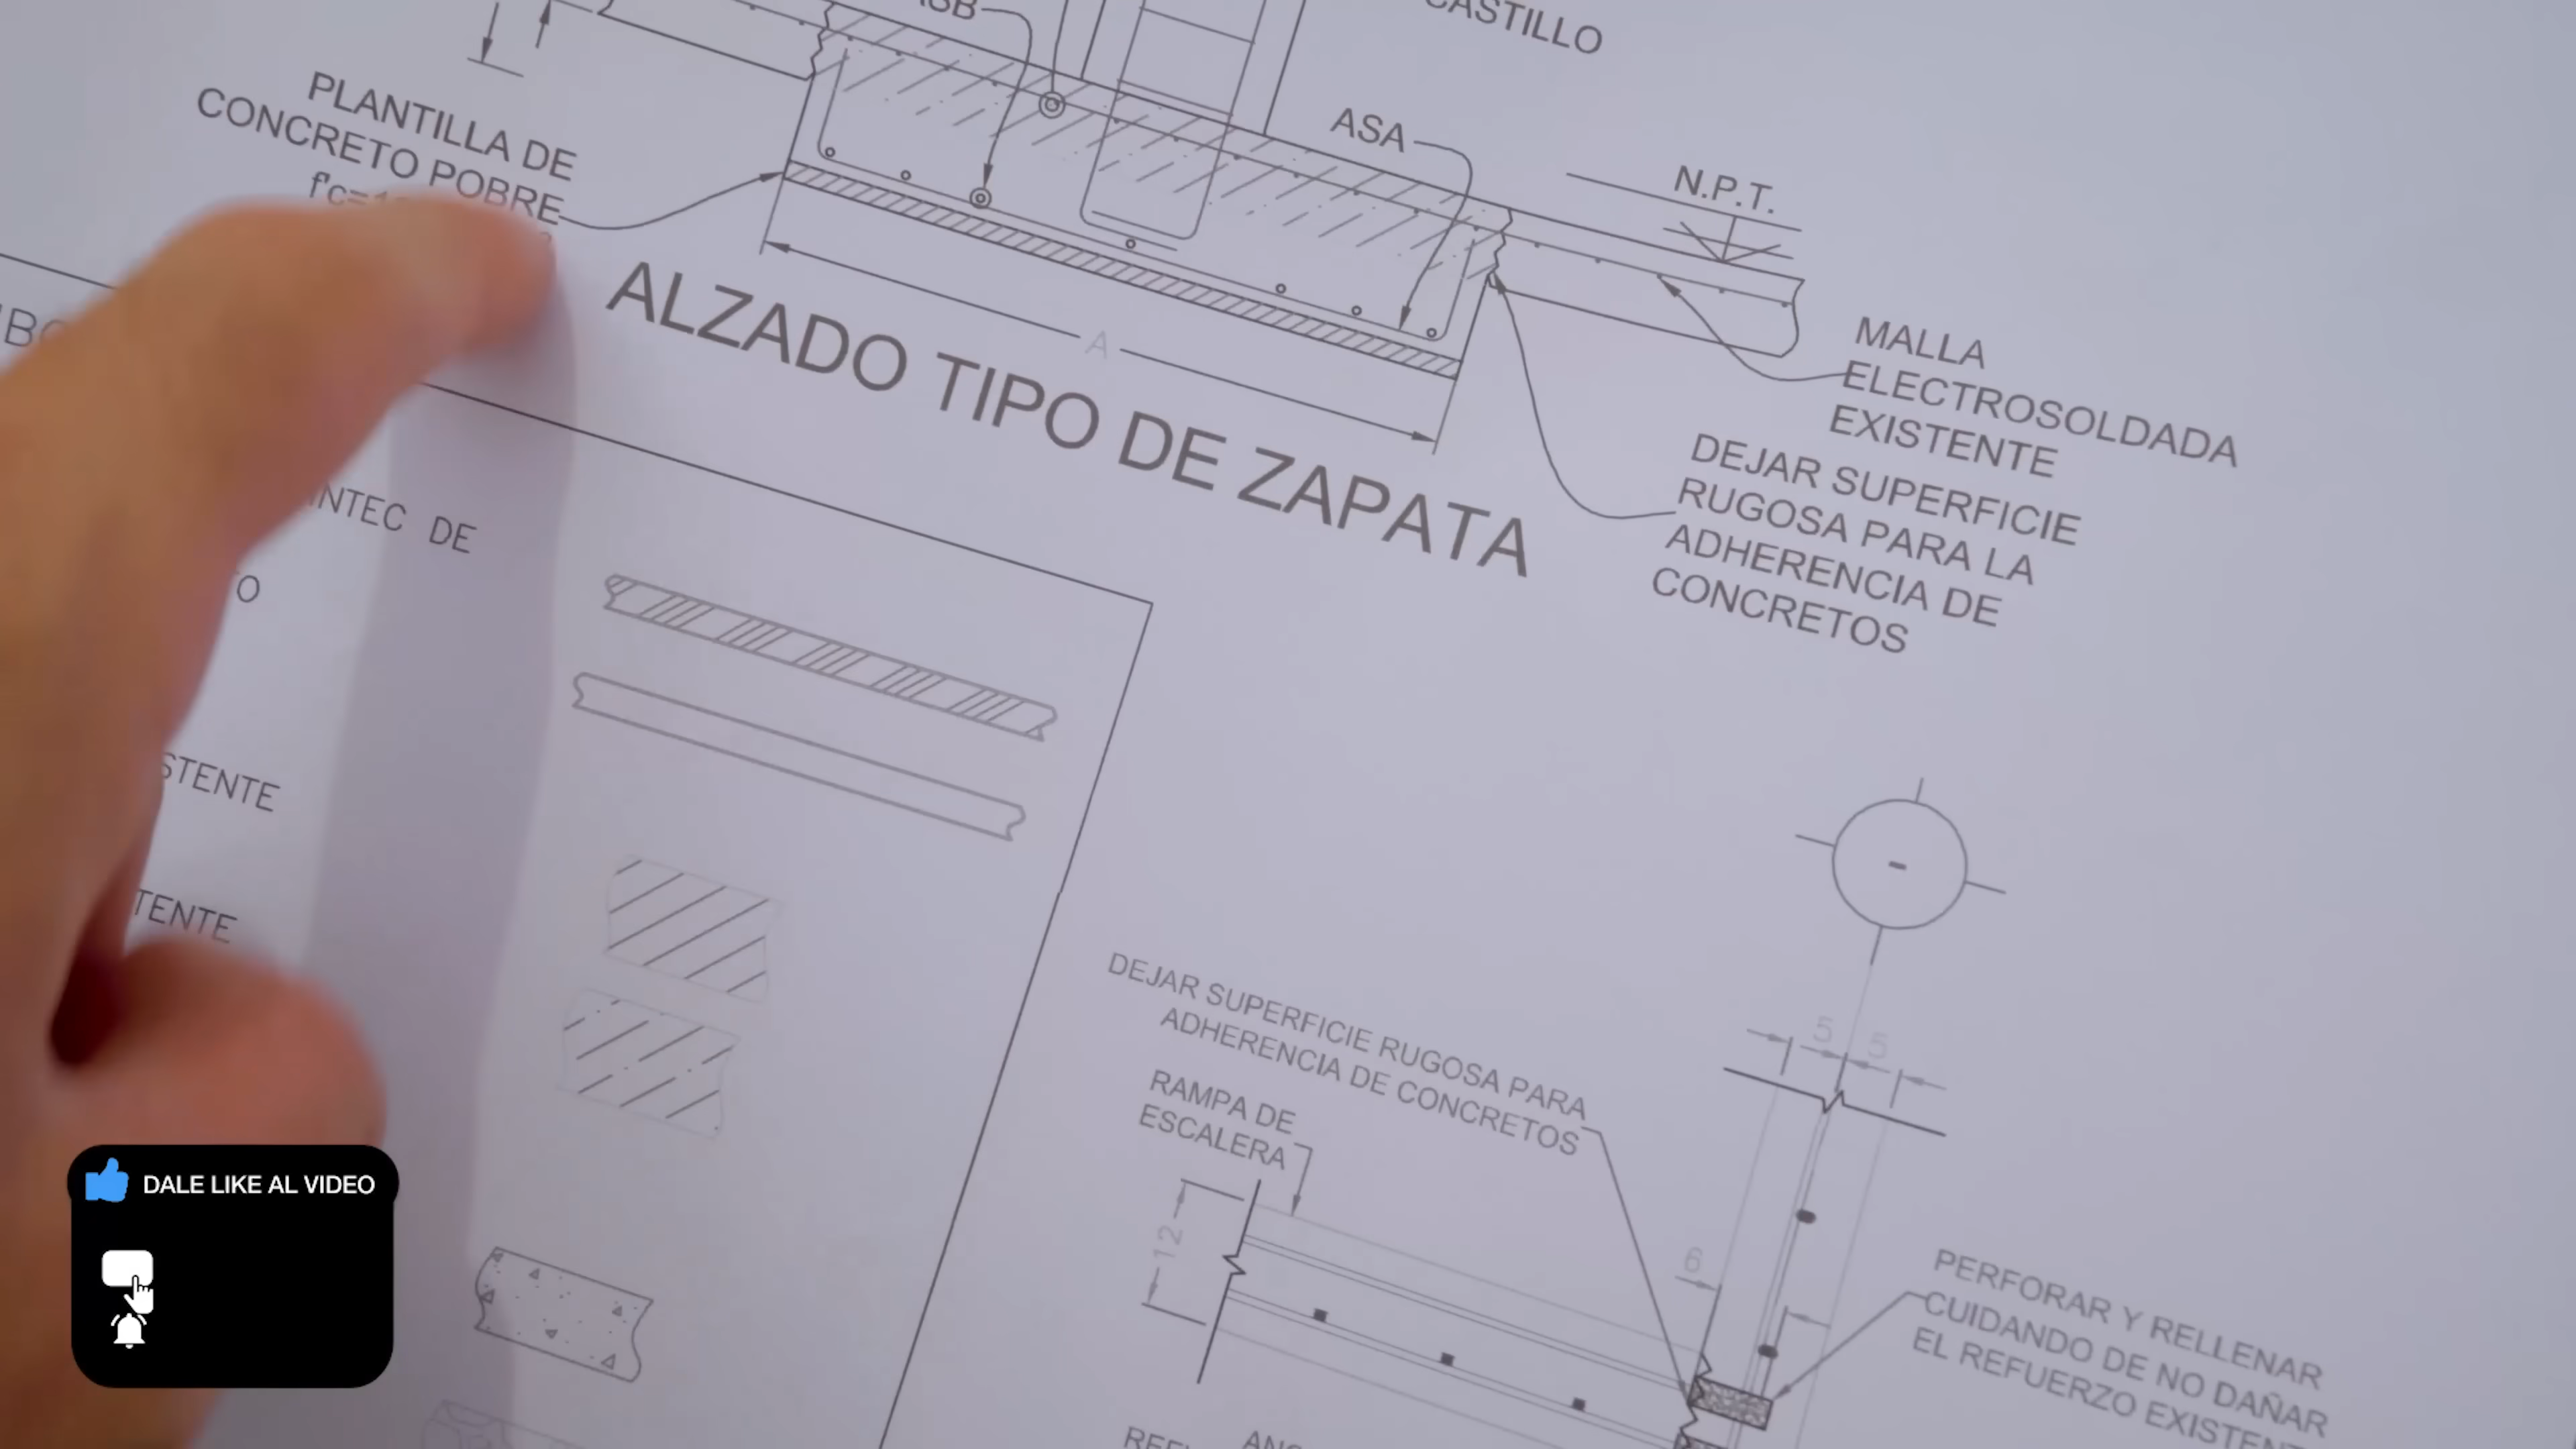 CASTILLO
PLANTILLA DE
CONCRETO POBRE
f'c=
ASA
N.P.T.
A
ALZADO TIPO DE ZAPATA
MALLA
ELECTROSOLDADA
EXISTENTE
DEJAR SUPERFICIE
RUGOSA PARA LA
ADHERENCIA DE
CONCRETOS
DE
5 5
DEJAR SUPERFICIE RUGOSA PARA
ADHERENCIA DE CONCRETOS
RAMPA DE
ESCALERA
12
6
PERFORAR Y RELLENAR
CUIDANDO DE NO DAÑAR
EL REFUERZO
DALE LIKE AL VIDEO